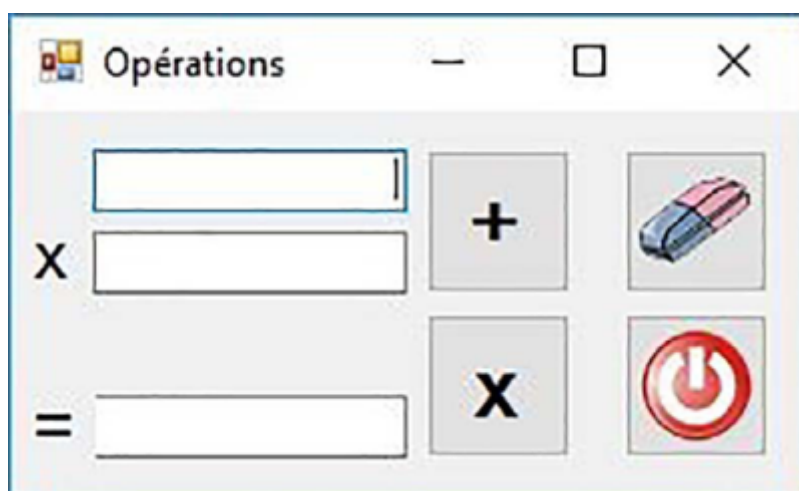 Opérations
+
x
=
x